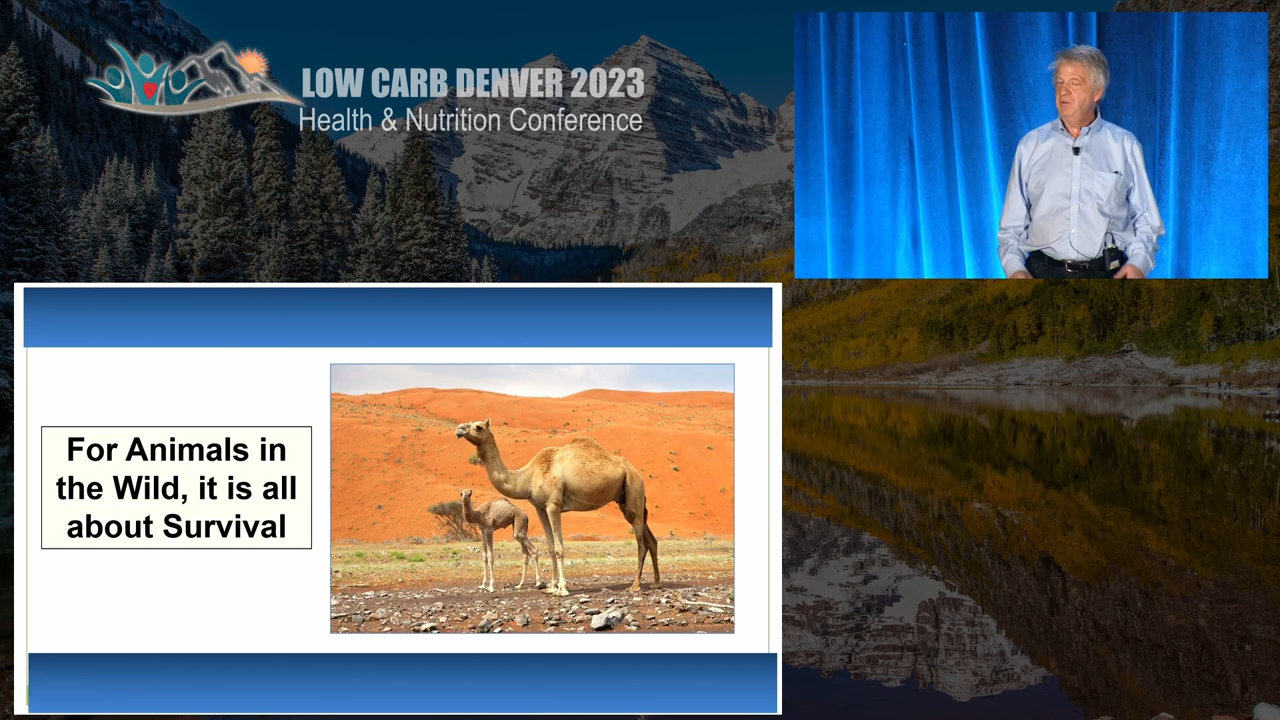 LOW CARB DENVER 2023
Health & Nutrition Conference
For Animals in
the Wild, it is all
about Survival